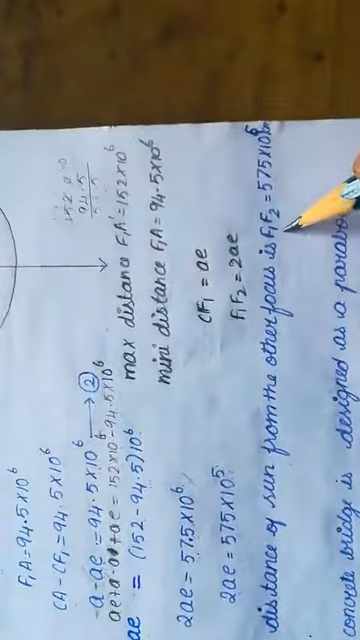 F₁A = 94.5×10⁶
CA - CF₁ = 94.5×10⁶
a - ae = 94.5×10⁶ → ②
ae + a - a + ae = 152×10⁶ - 94.5×10⁶
ae = (152-94.5)10⁶
2ae = 57.5×10⁶
2ae = 575×10⁵
94.5
max distance F₁A' = 152×10⁶
mini distance F₁A = 94.5×10⁶
CF₁ = ae
F₁F₂ = 2ae
distance of sun from the other focus is F₁F₂ = 575×10⁵km
concrete bridge is designed as a parabo